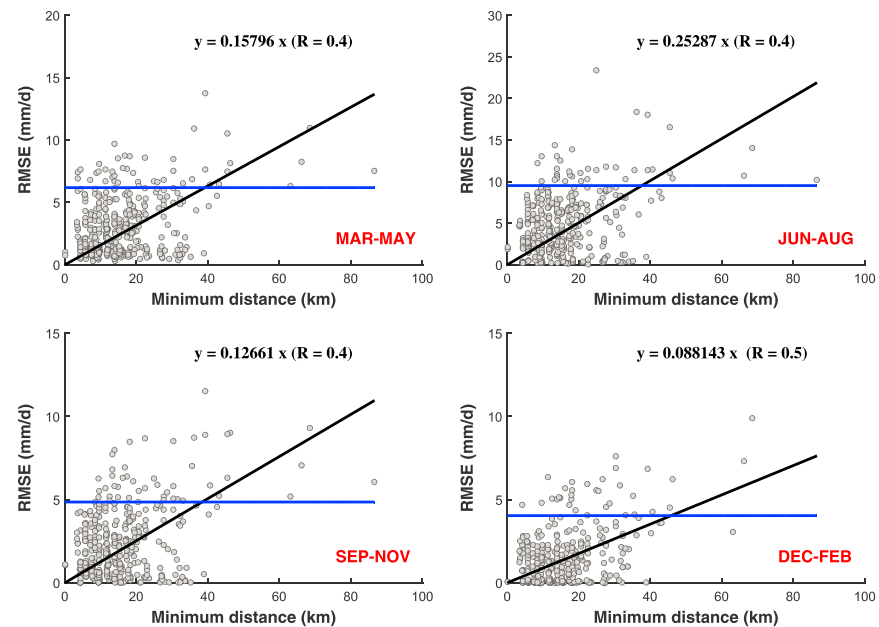 20
15
10
5
0
RMSE (mm/d)
y = 0.15796 x (R = 0.4)
MAR-MAY
0 20 40 60 80 100
Minimum distance (km)
30
25
20
15
10
5
0
RMSE (mm/d)
y = 0.25287 x (R = 0.4)
JUN-AUG
0 20 40 60 80 100
Minimum distance (km)
15
10
5
0
RMSE (mm/d)
y = 0.12661 x (R = 0.4)
SEP-NOV
0 20 40 60 80 100
Minimum distance (km)
15
10
5
0
RMSE (mm/d)
y = 0.088143 x (R = 0.5)
DEC-FEB
0 20 40 60 80 100
Minimum distance (km)